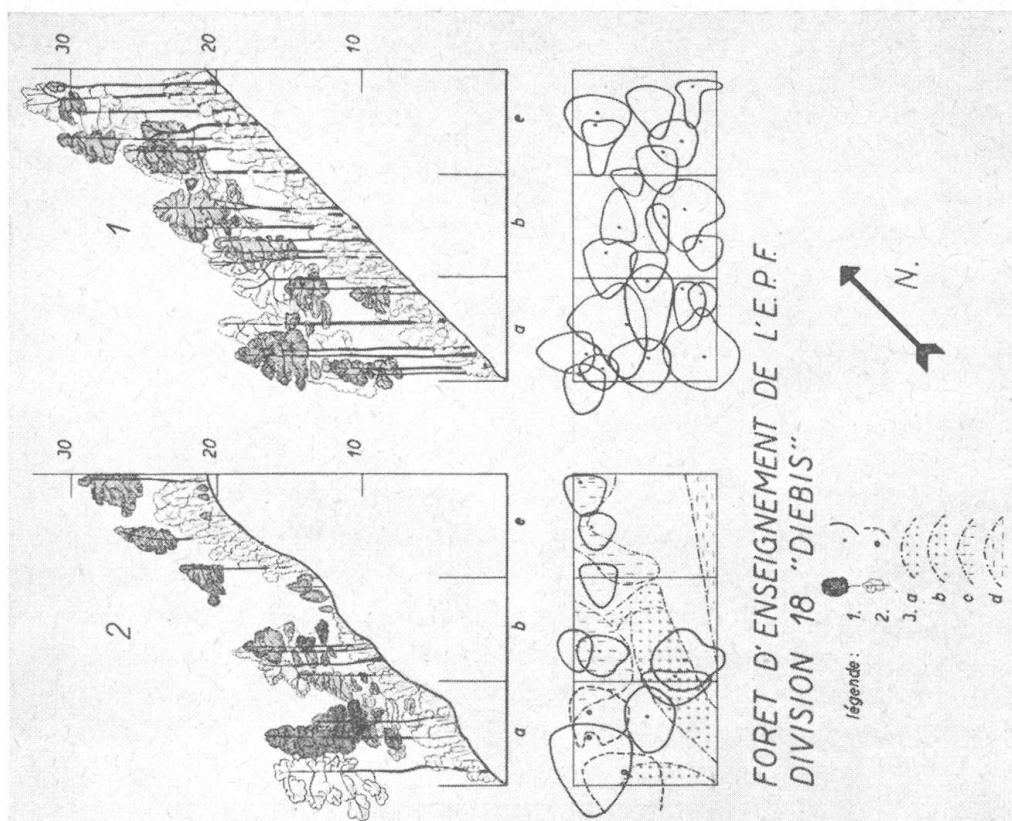 2
30
20
10
a b e
1
30
20
10
a b e
FORET D'ENSEIGNEMENT DE L'E.P.F.
DIVISION 18 "DIEBIS"
légende:
1.
2.
3. a
b
c
d
N.